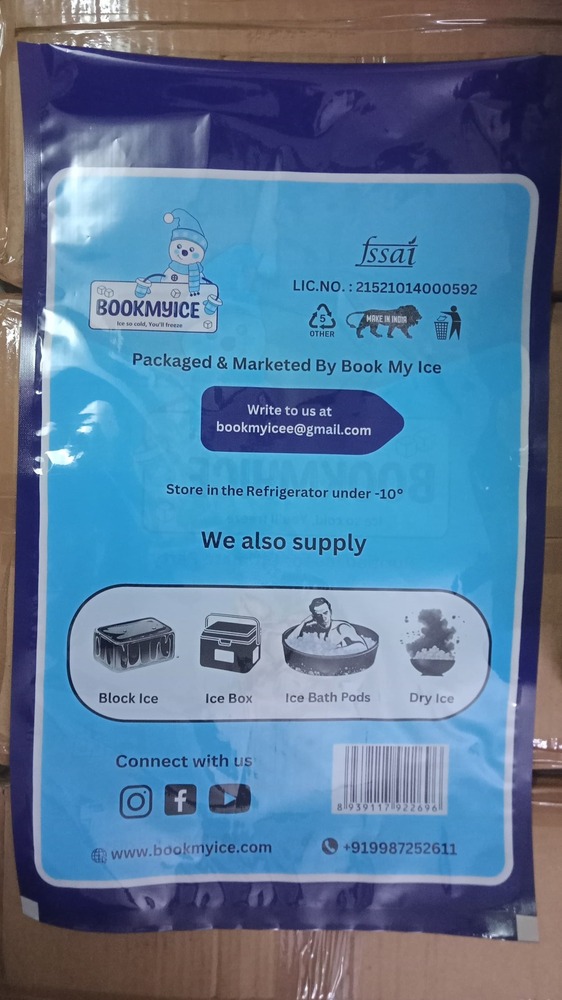 BOOKMYICE
Ice so cold, You'll freeze
fssai
LIC.NO. : 21521014000592
5
OTHER
MAKE IN INDIA
Packaged & Marketed By Book My Ice
Write to us at
bookmyicee@gmail.com
Store in the Refrigerator under -10°
We also supply
Block Ice
Ice Box
Ice Bath Pods
Dry Ice
Connect with us
8 939117 922696
www.bookmyice.com
+919987252611